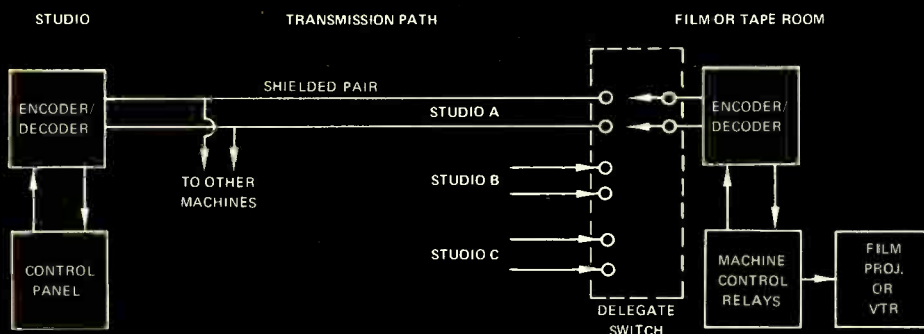 STUDIO
TRANSMISSION PATH
FILM OR TAPE ROOM
ENCODER/
DECODER
SHIELDED PAIR
STUDIO A
ENCODER/
DECODER
TO OTHER
MACHINES
STUDIO B
STUDIO C
CONTROL
PANEL
DELEGATE
SWITCH
MACHINE
CONTROL
RELAYS
FILM
PROJ.
OR
VTR